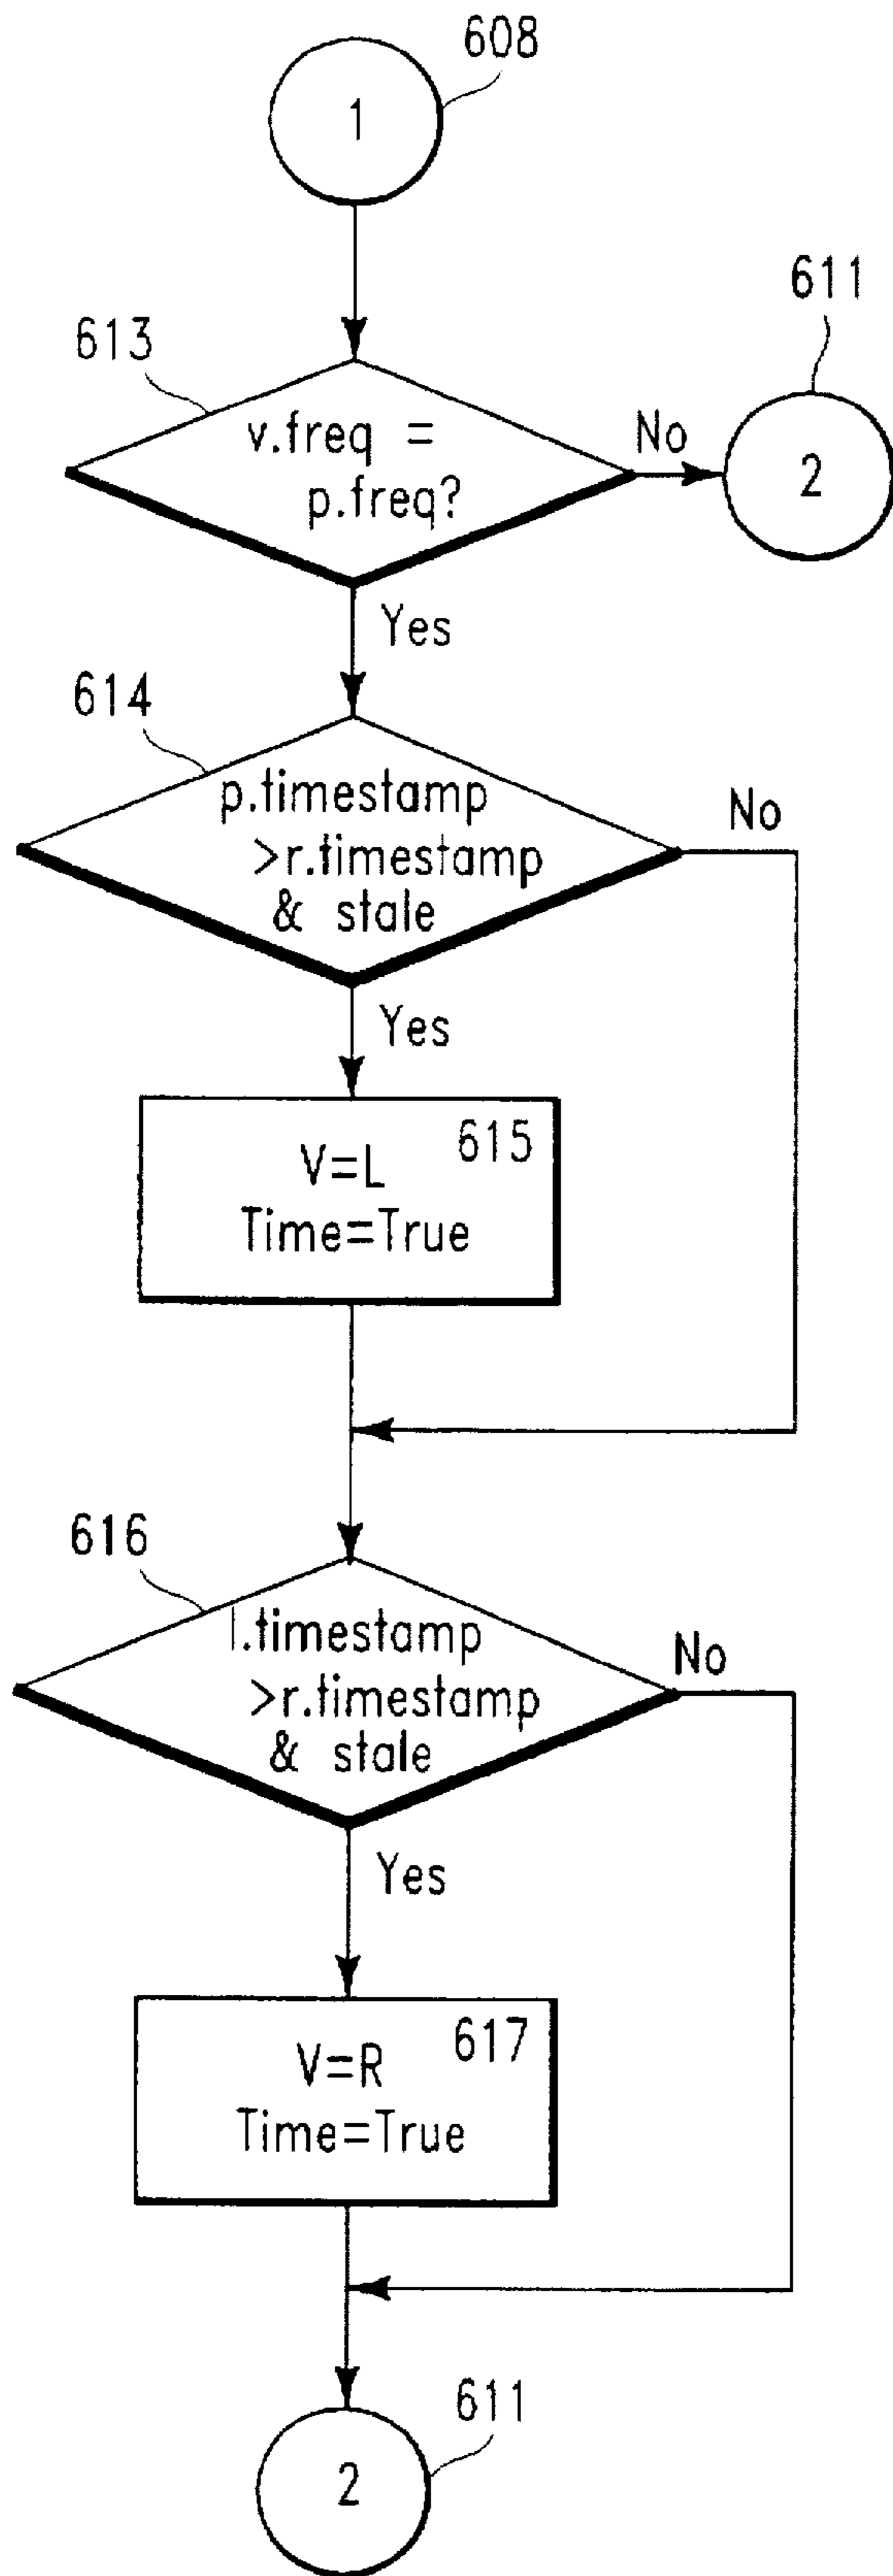 608
1
611
613
v.freq =
p.freq?
No
2
Yes
614
p.timestamp
>r.timestamp
& stale
No
Yes
615
V=L
Time=True
616
l.timestamp
>r.timestamp
& stale
No
Yes
617
V=R
Time=True
611
2